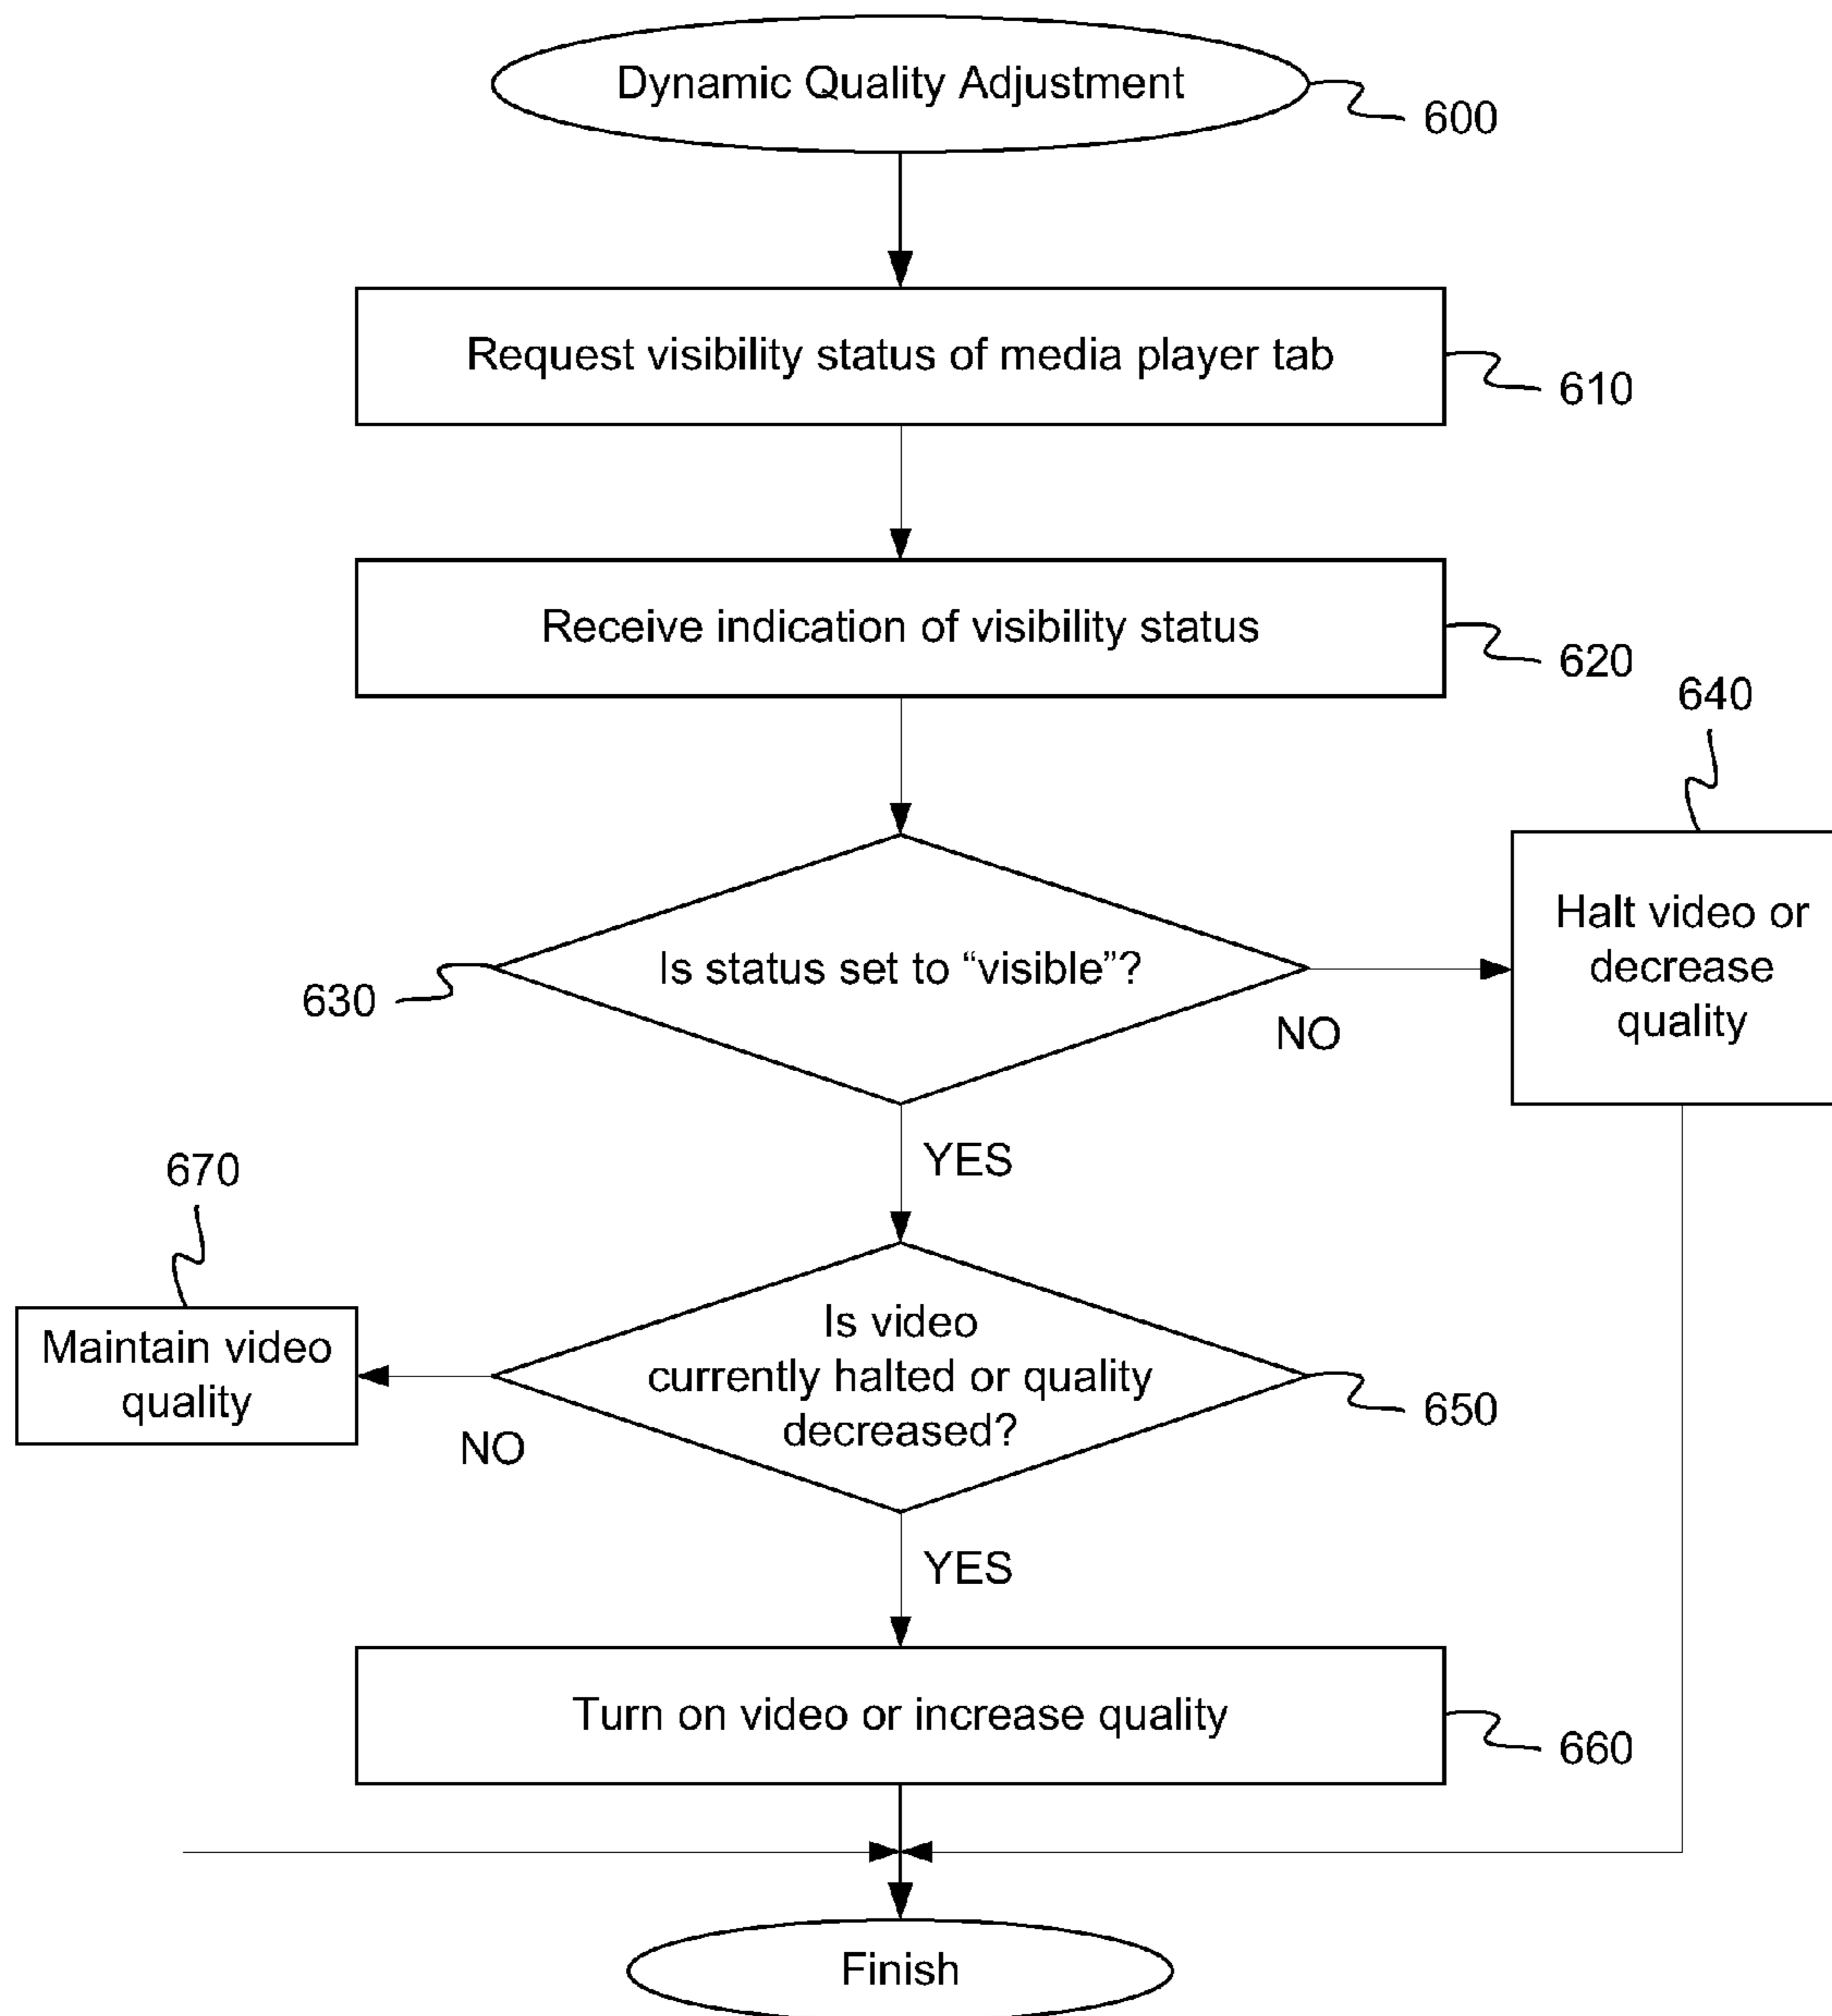 Dynamic Quality Adjustment
600
Request visibility status of media player tab
610
Receive indication of visibility status
620
640
Halt video or
decrease
quality
Is status set to “visible”?
630
NO
YES
670
Maintain video
quality
Is video
currently halted or quality
decreased?
650
NO
YES
Turn on video or increase quality
660
Finish